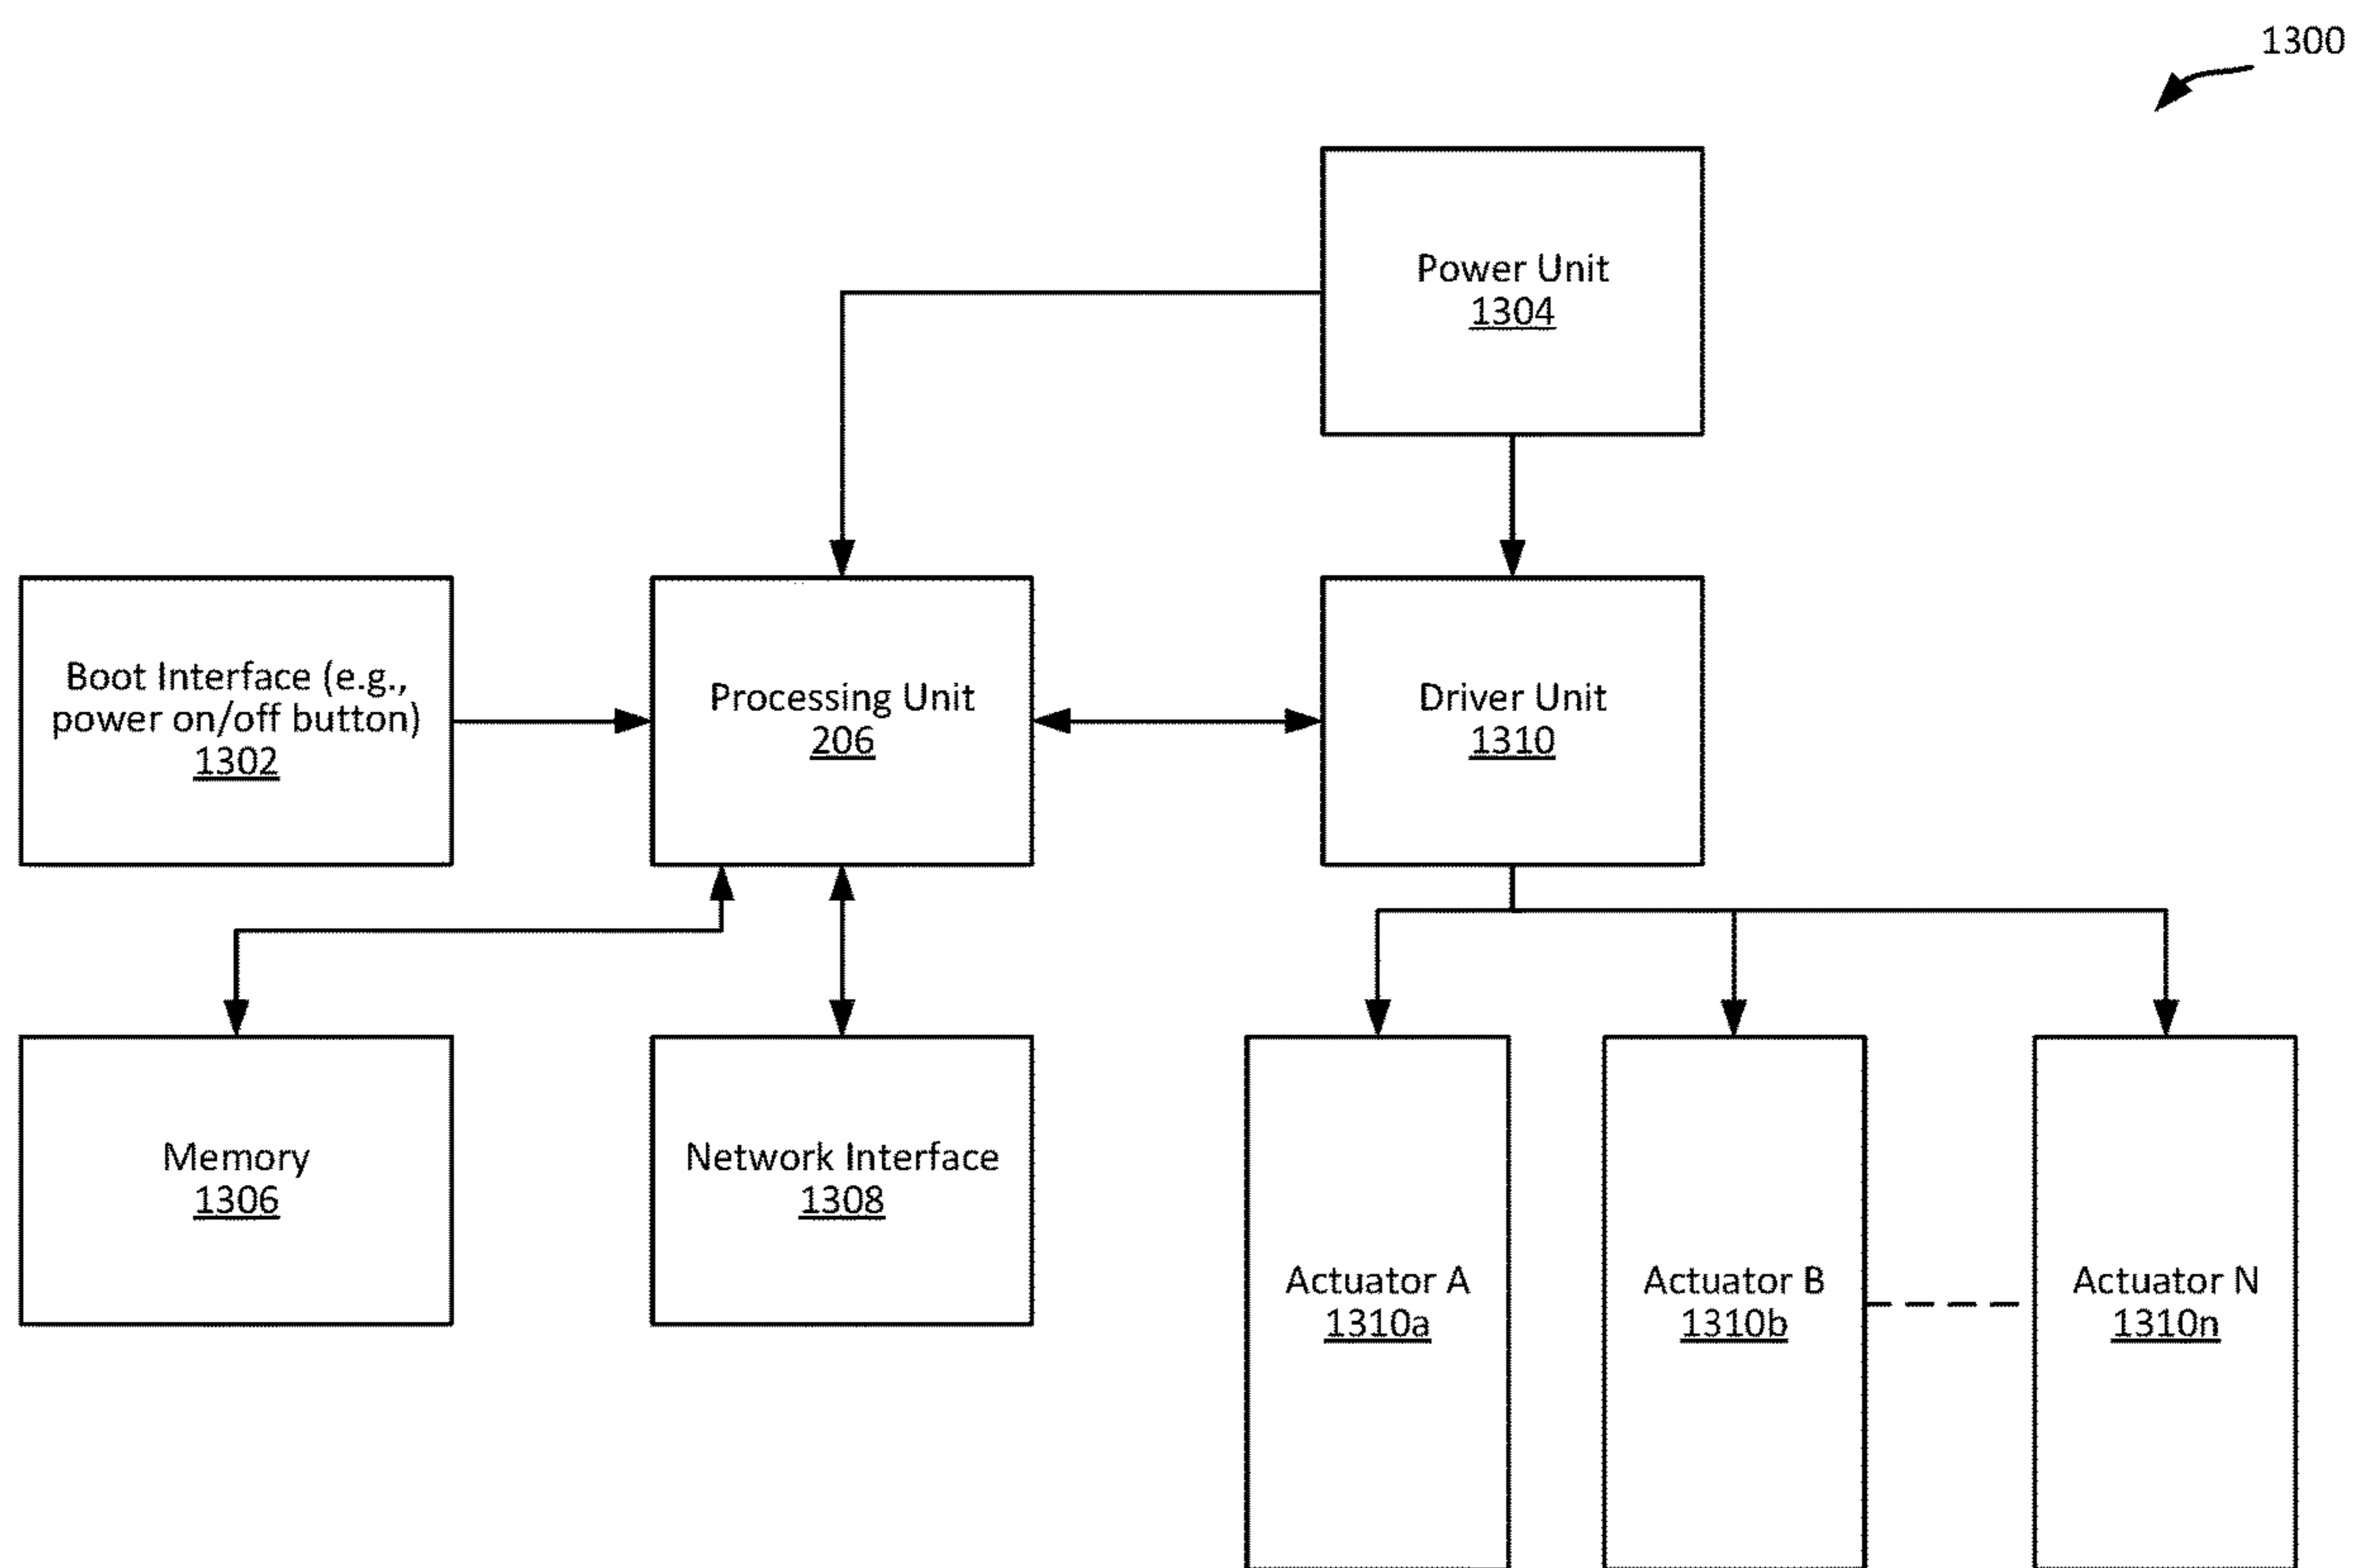 1300
Power Unit
1304
Boot Interface (e.g.,
power on/off button)
1302
Processing Unit
206
Driver Unit
1310
Memory
1306
Network Interface
1308
Actuator A
1310a
Actuator B
1310b
Actuator N
1310n